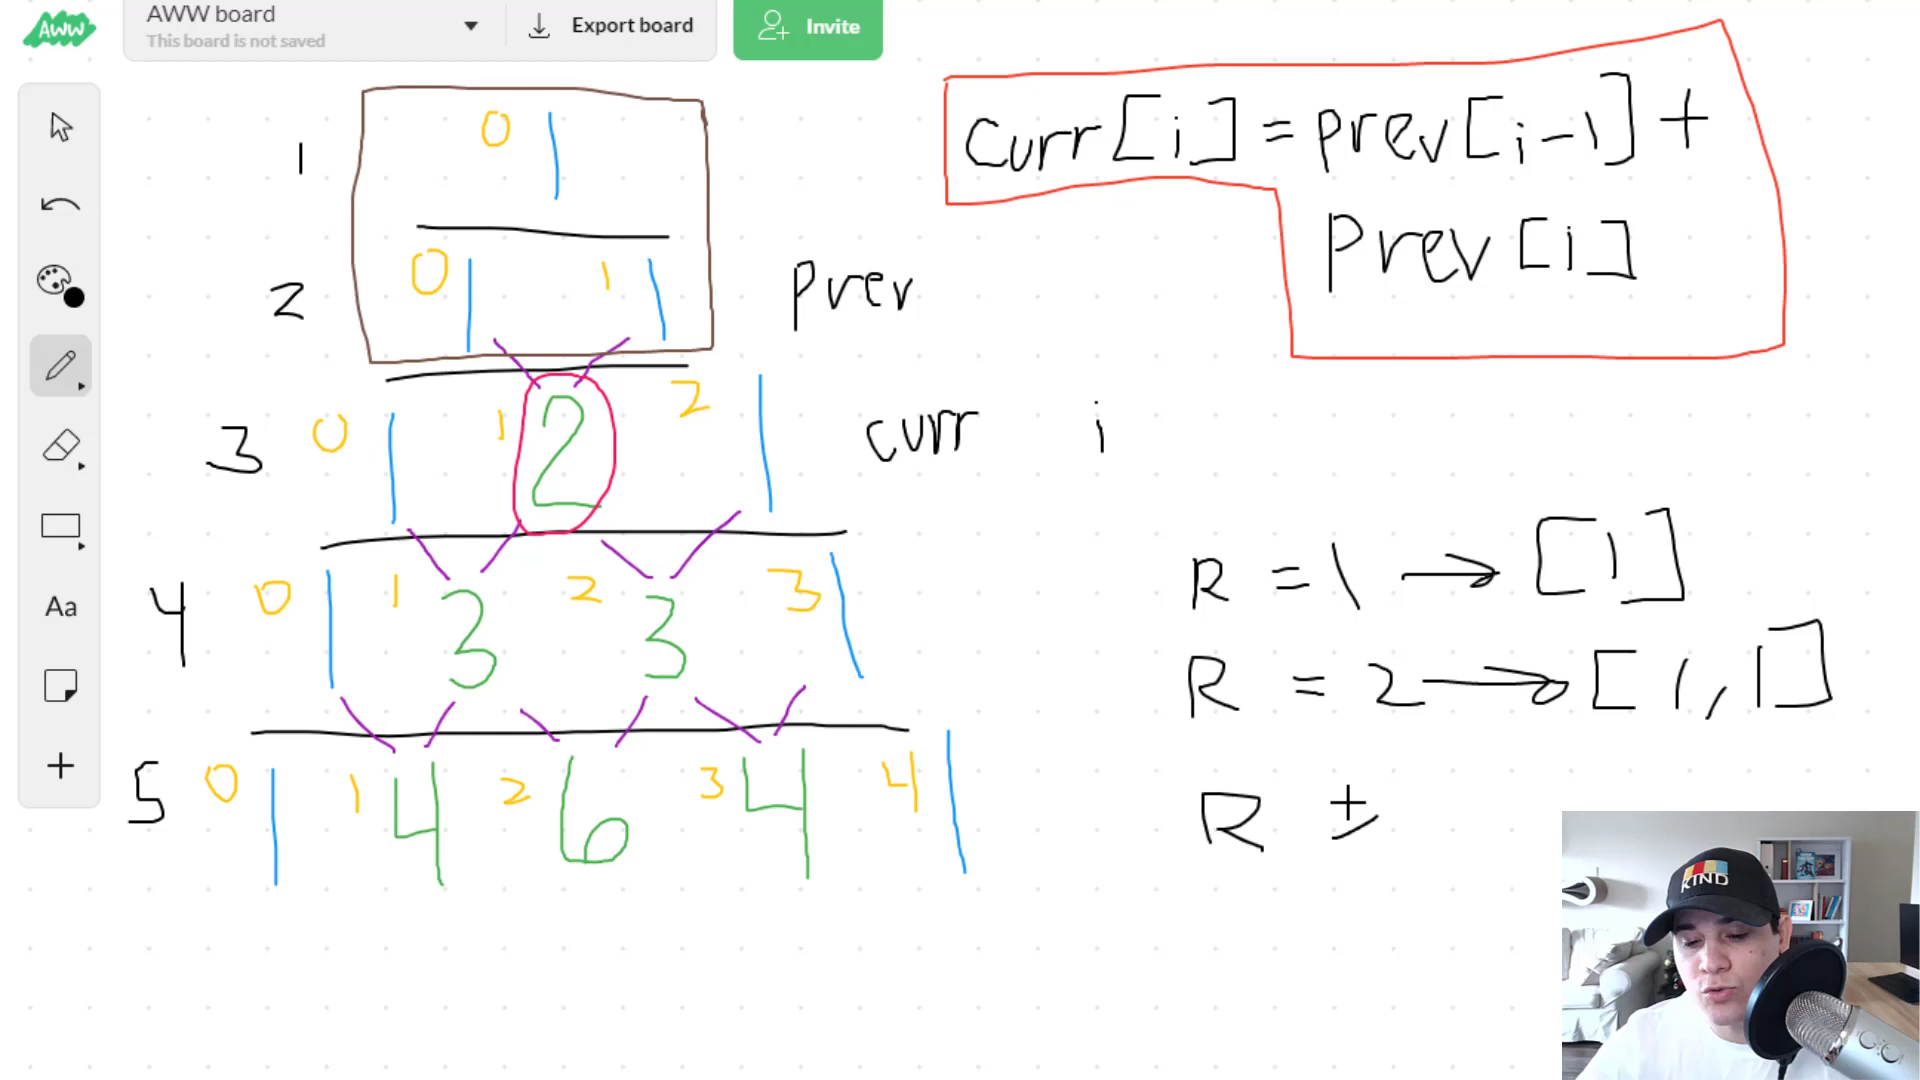 AWW
AWW board
This board is not saved
Export board
Invite
Aa
curr[i] = prev[i-1] +
Prev[i]
1
0 1
2
0 1 1 1
prev
3
0 1 1 2 2 1
curr i
4
0 1 1 3 2 3 3 1
5
0 1 1 4 2 6 3 4 4 1
R = 1 → [1]
R = 2 → [1, 1]
R ±
KIND